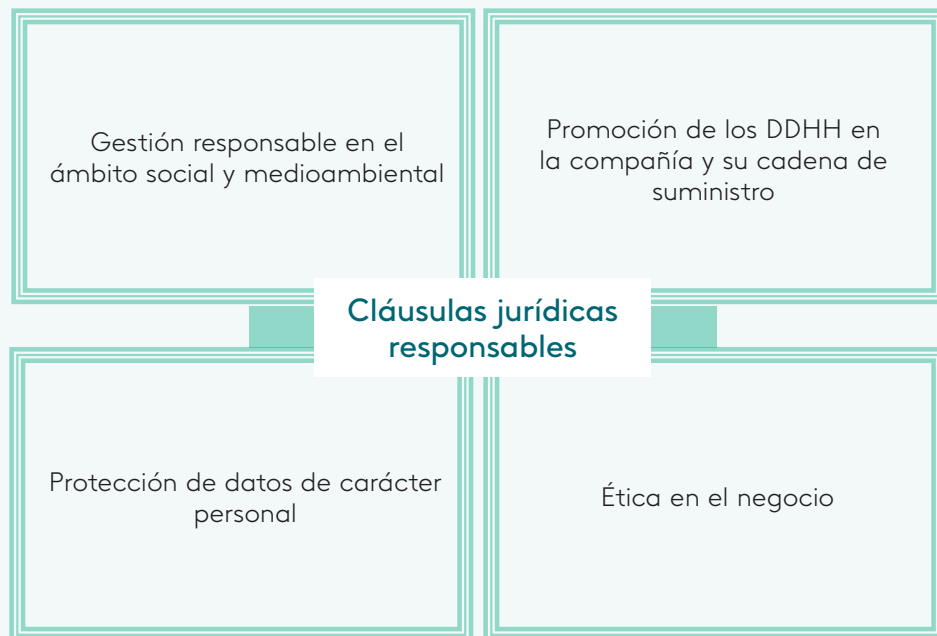 Gestión responsable en el
ámbito social y medioambiental
Promoción de los DDHH en
la compañía y su cadena de
suministro
Cláusulas jurídicas
responsables
Protección de datos de carácter
personal
Ética en el negocio